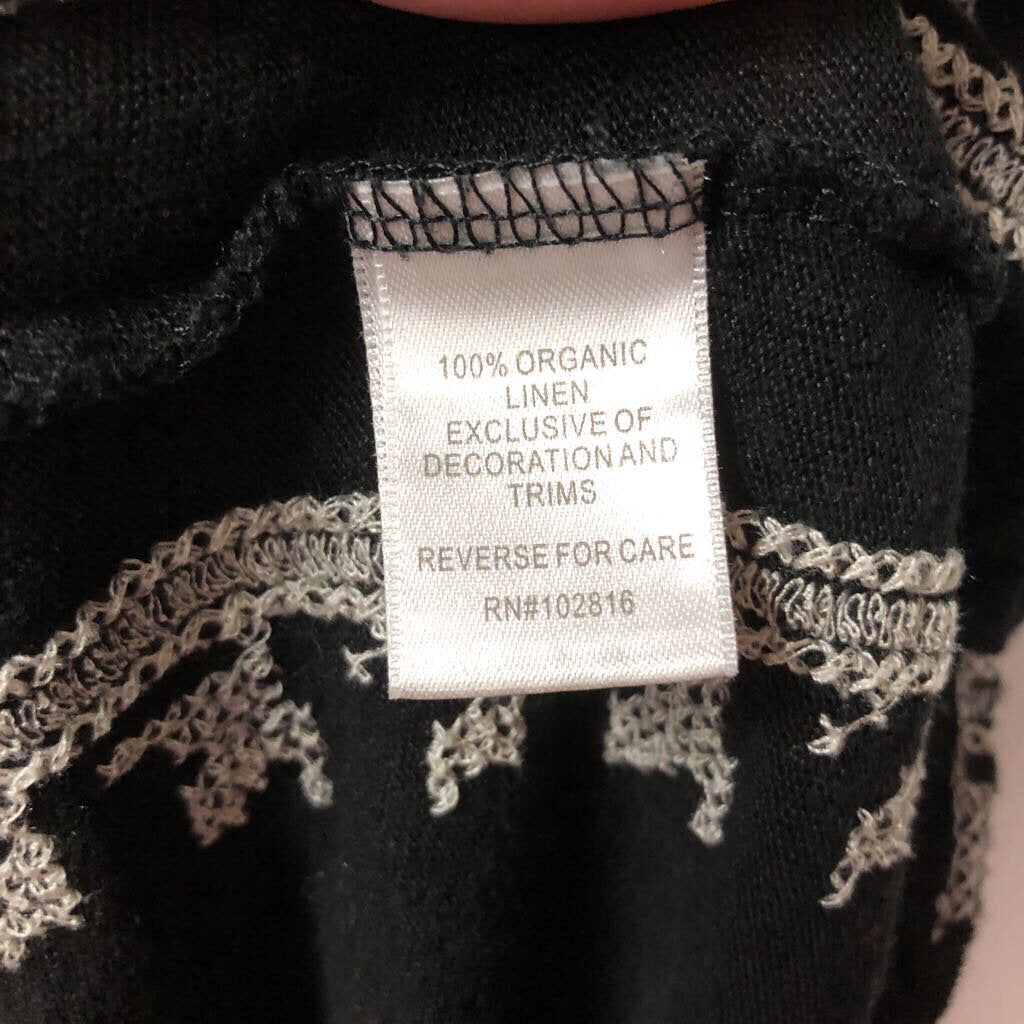 100% ORGANIC
LINEN
EXCLUSIVE OF
DECORATION AND
TRIMS
REVERSE FOR CARE
RN#102816